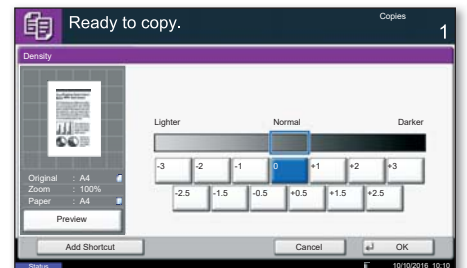 Ready to copy.
Copies
1
Density
Lighter
Normal
Darker
-3
-2
-1
0
+1
+2
+3
-2.5
-1.5
-0.5
+0.5
+1.5
+2.5
Original : A4
Zoom : 100%
Paper : A4
Preview
Add Shortcut
Cancel
OK
Status
10/10/2016 10:10